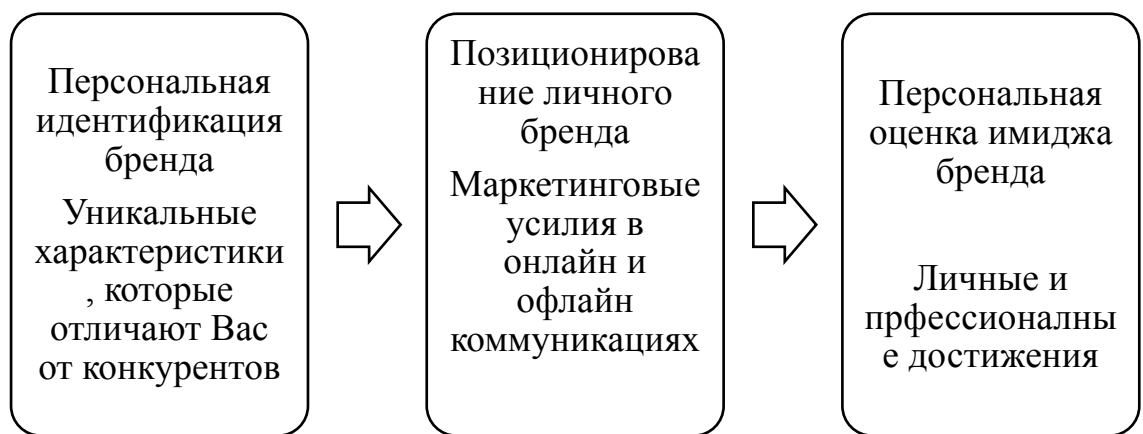 Персональная
идентификация
бренда
Уникальные
характеристики
, которые
отличают Вас
от конкурентов
Позиционирова
ние личного
бренда
Маркетинговые
усилия в
онлайн и
офлайн
коммуникациях
Персональная
оценка имиджа
бренда
Личные и
прфессионалны
е достижения